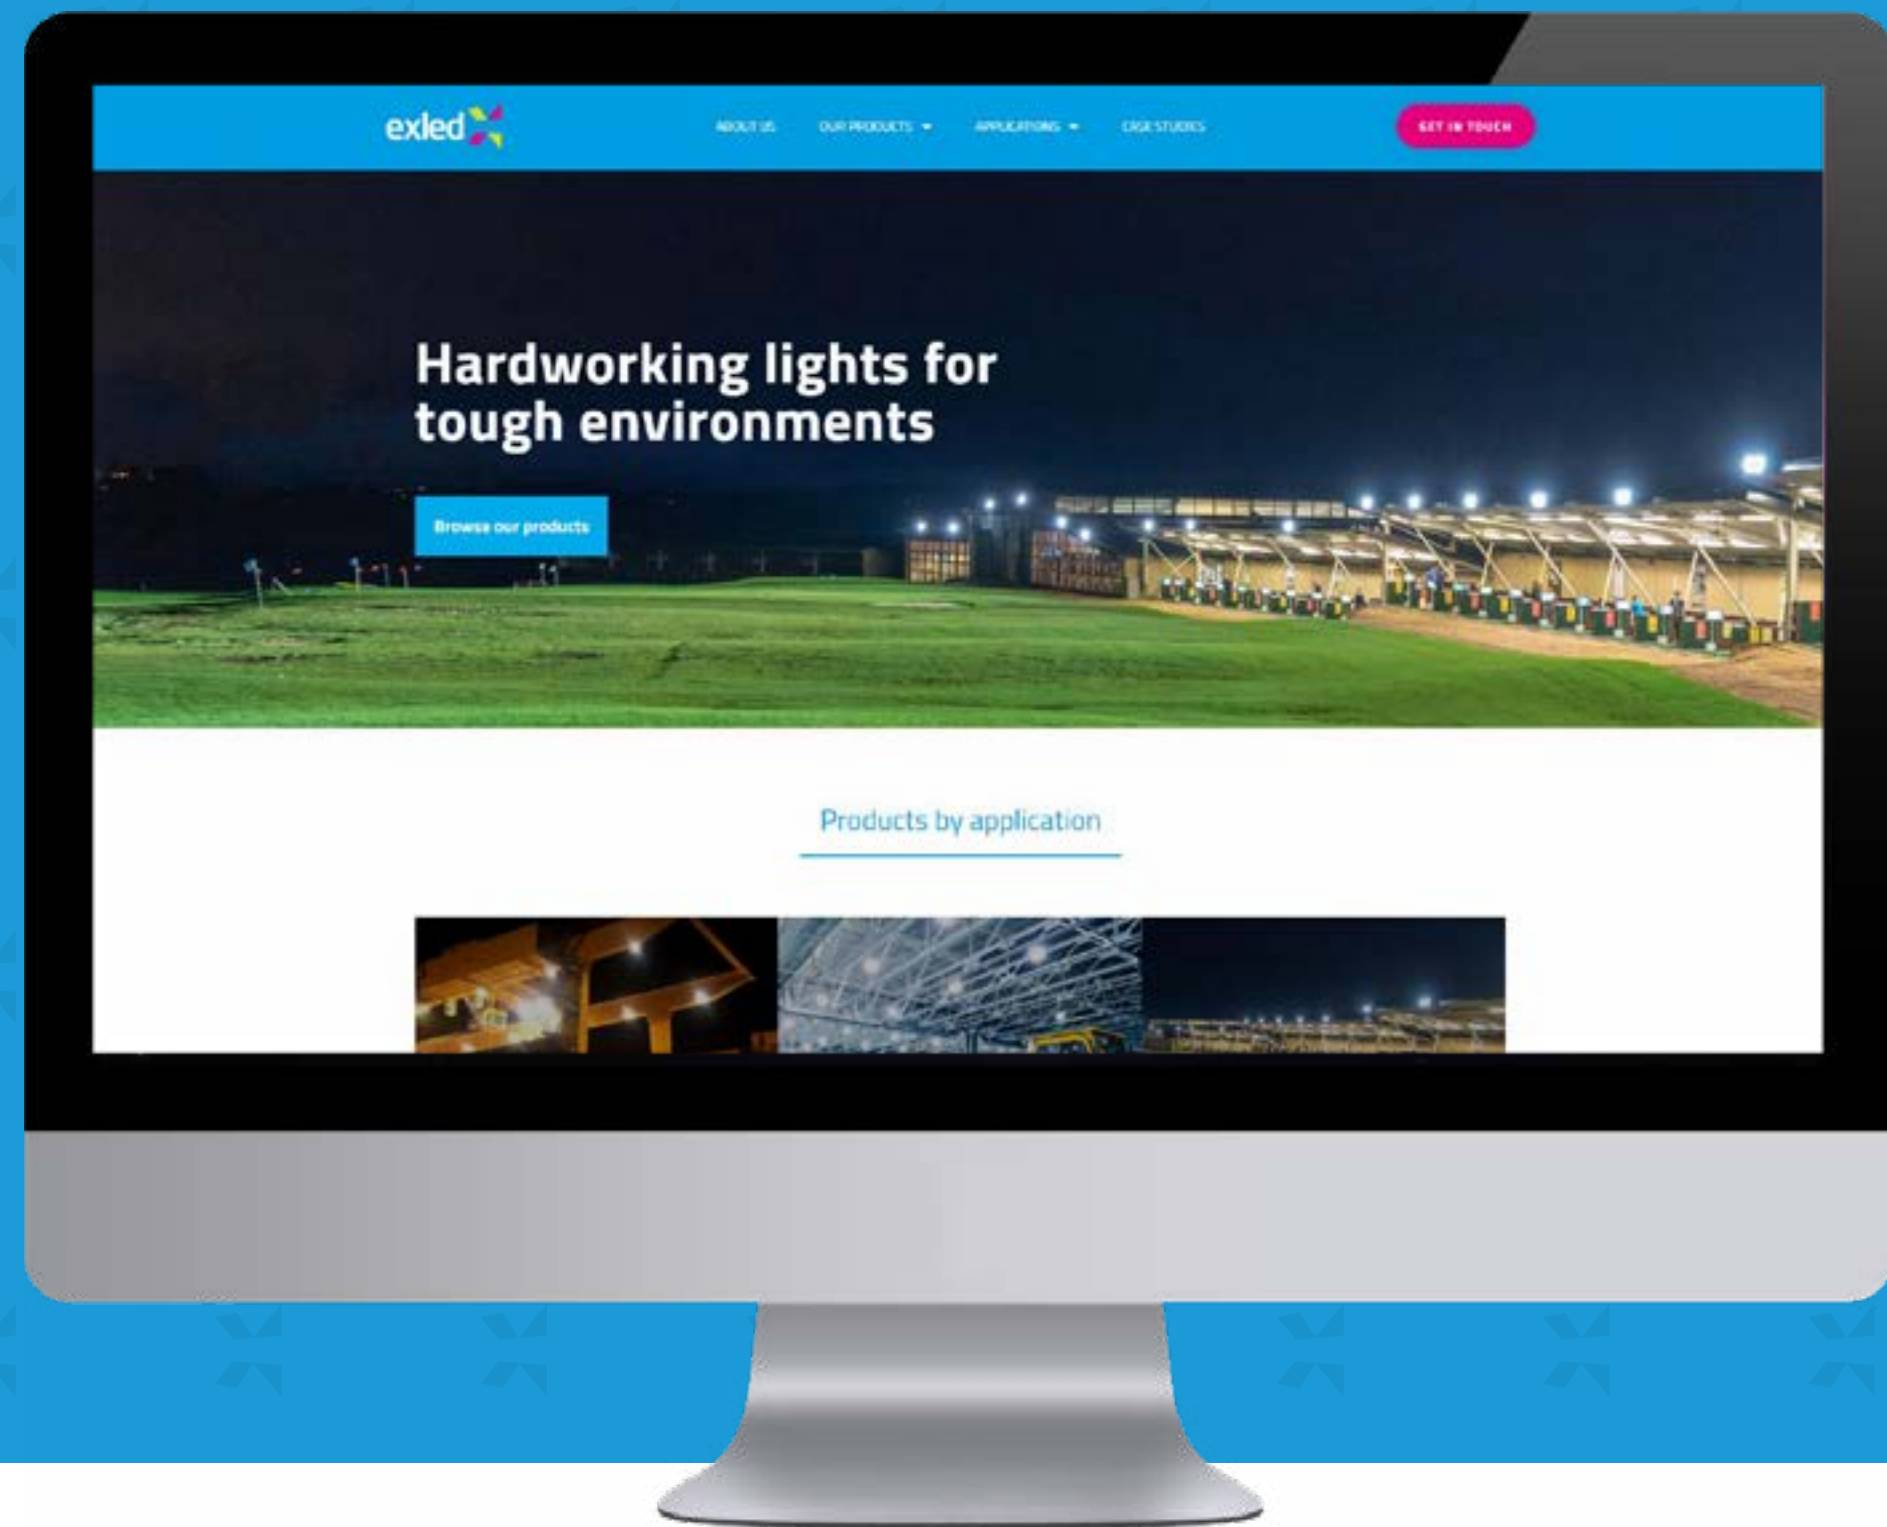 exled
ABOUT US
OUR PRODUCTS
APPLICATIONS
CASE STUDIES
GET IN TOUCH
Hardworking lights for
tough environments
Browse our products
Products by application